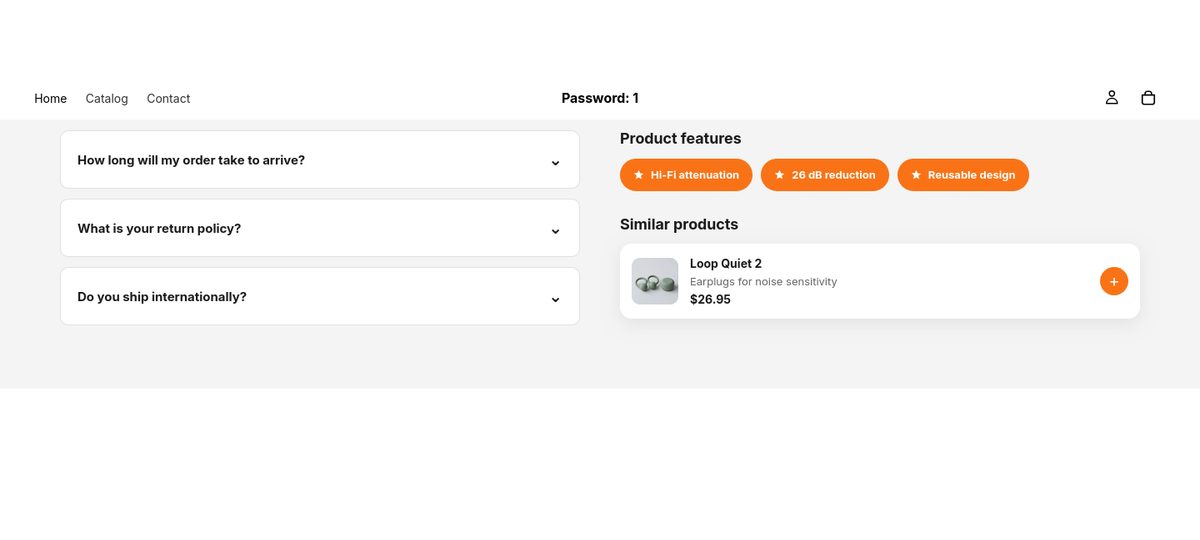 Home Catalog Contact Password: 1
How long will my order take to arrive?
What is your return policy?
Do you ship internationally?
Product features
★ Hi-Fi attenuation ★ 26 dB reduction ★ Reusable design
Similar products
Loop Quiet 2
Earplugs for noise sensitivity
$26.95
+